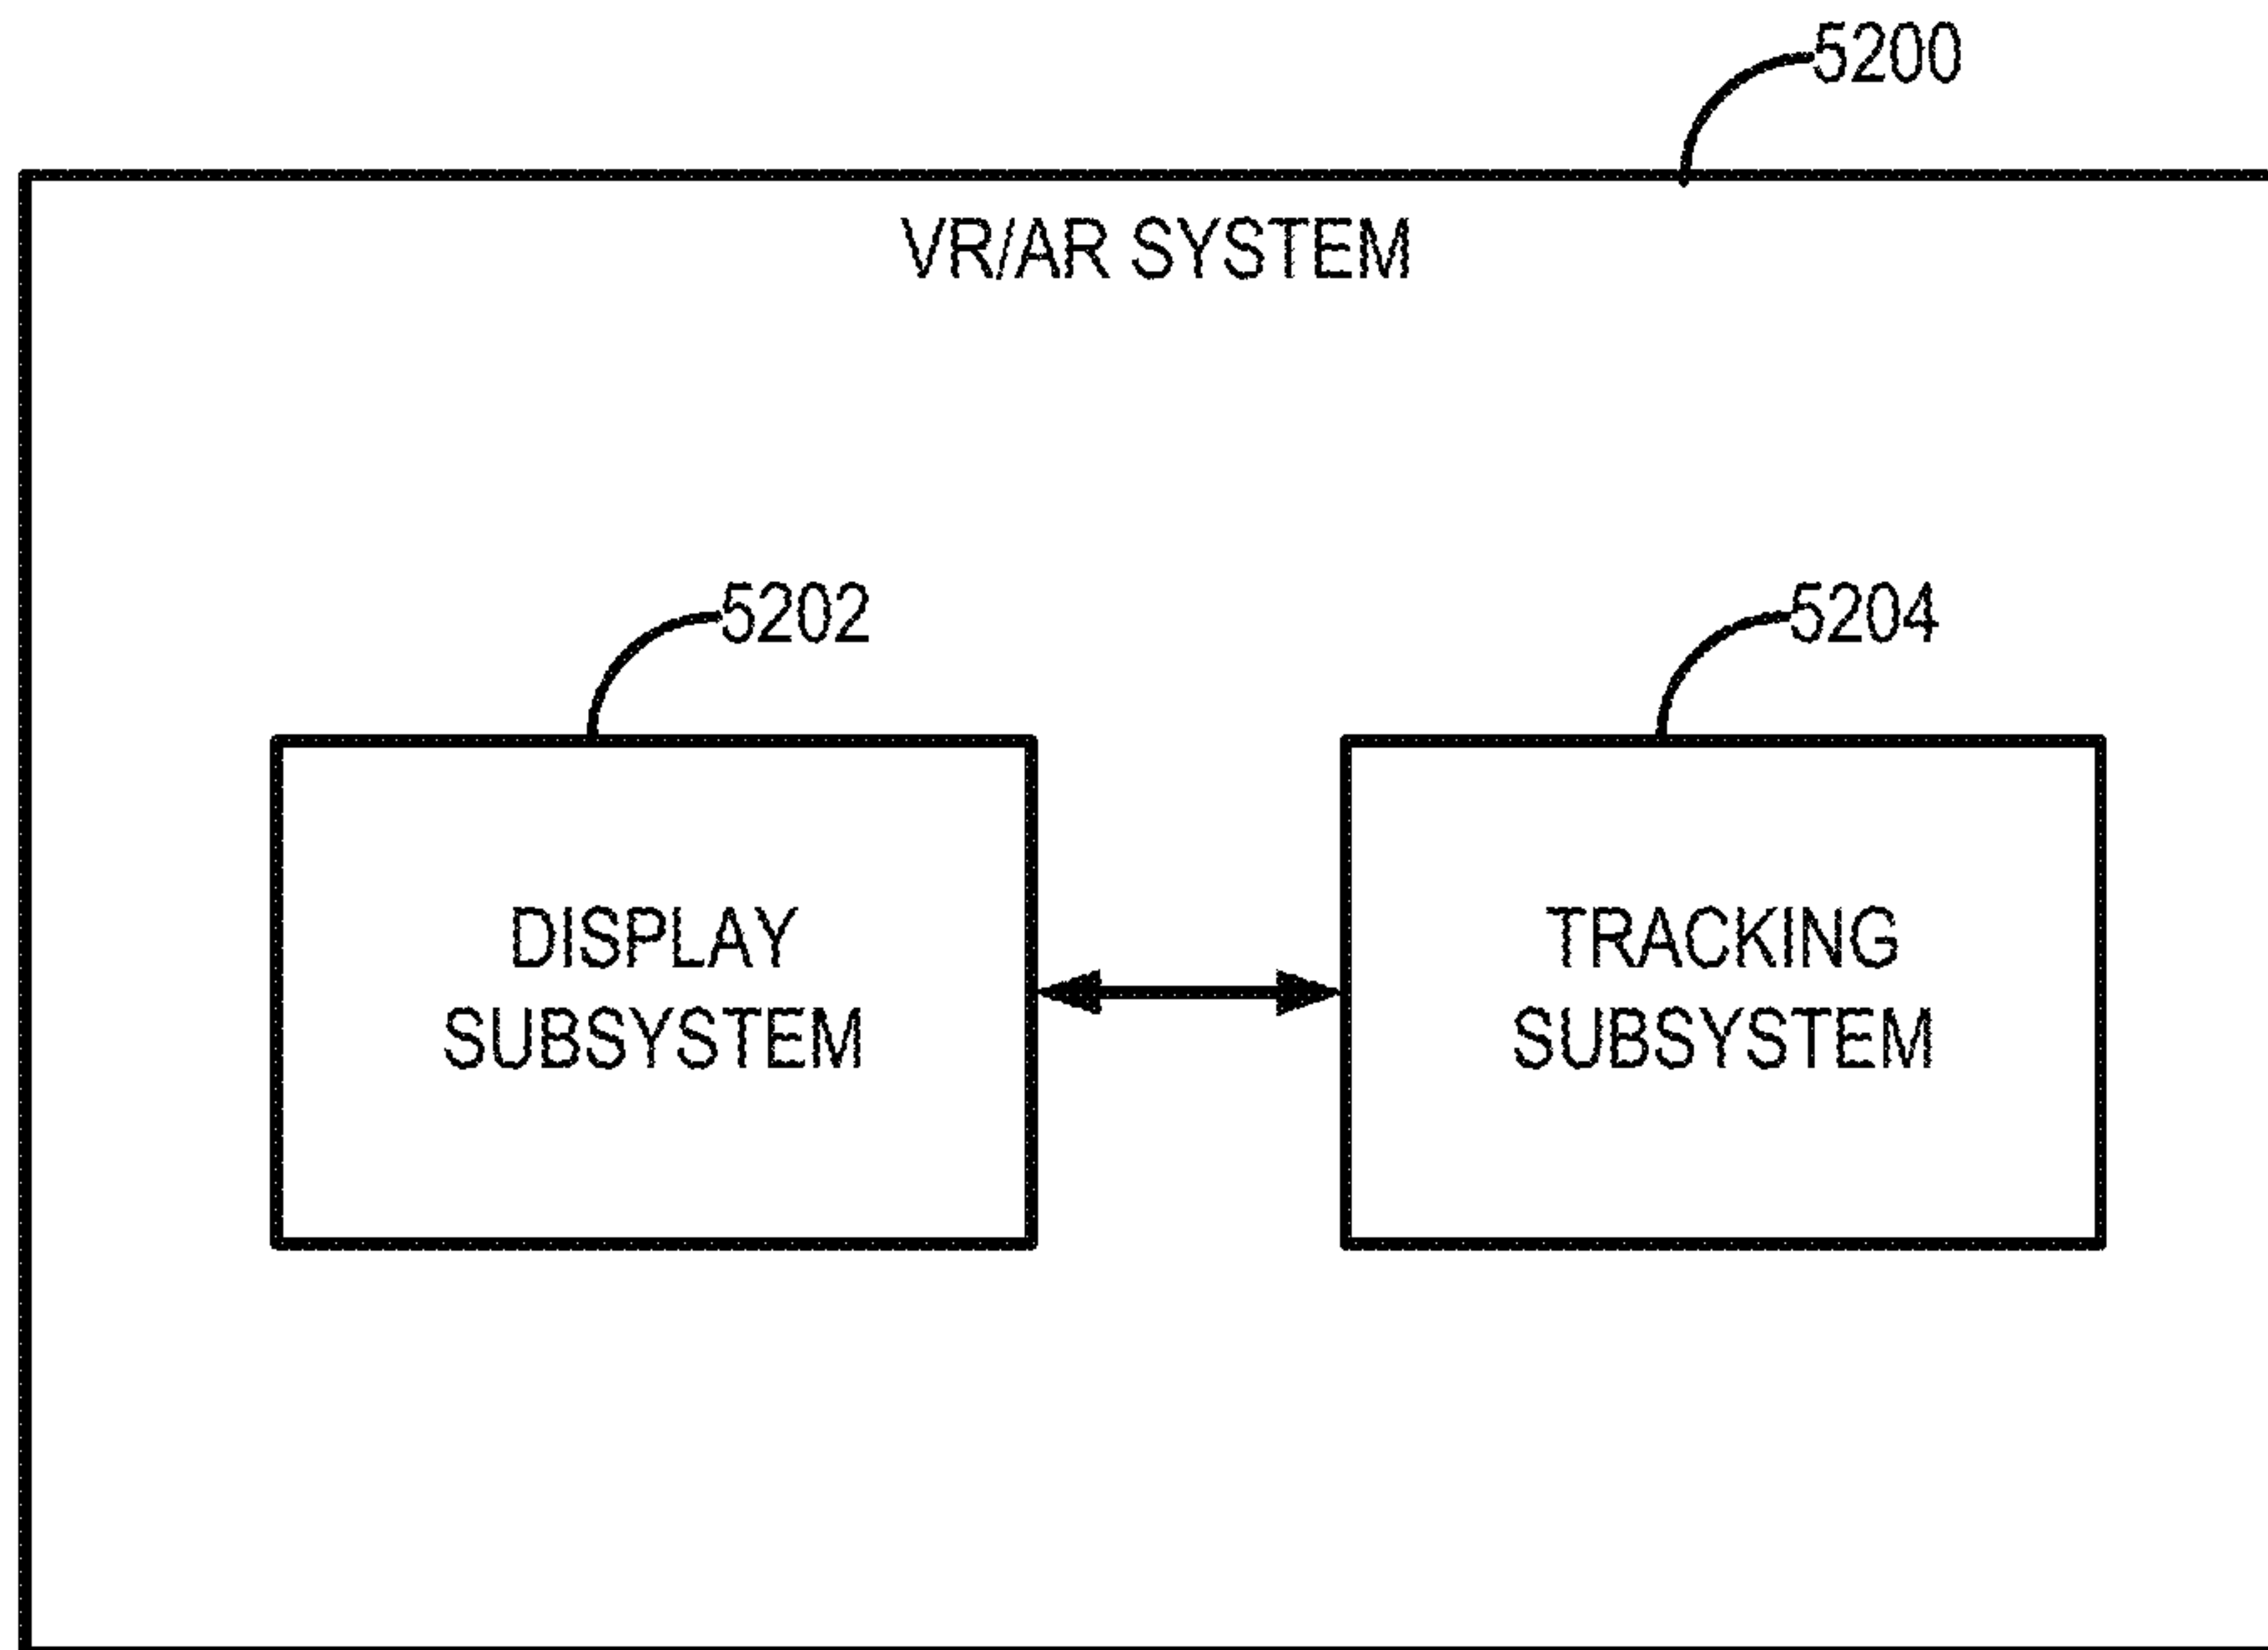 5200
VR/AR SYSTEM
5202
5204
DISPLAY
SUBSYSTEM
TRACKING
SUBSYSTEM